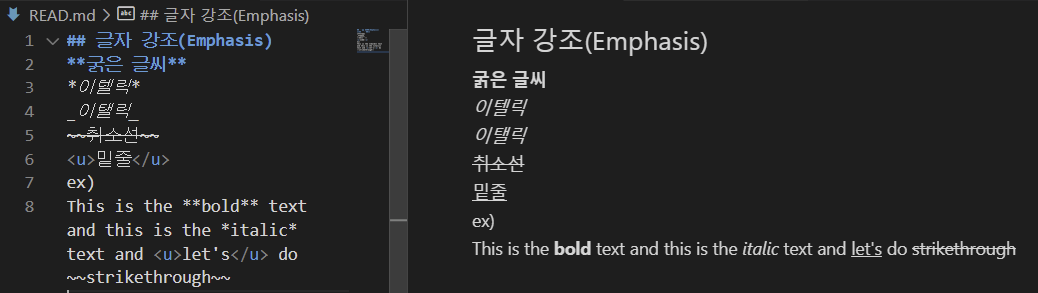 READ.md > ## 글자 강조(Emphasis)
1 ## 글자 강조(Emphasis)
2 **굵은 글씨**
3 *이텔릭*
4 _이탤릭_
5 ~~취소선~~
6 <u>밑줄</u>
7 ex)
8 This is the **bold** text
and this is the *italic*
text and <u>let's</u> do
~~strikethrough~~
글자 강조(Emphasis)
굵은 글씨
이텔릭
이탤릭
취소선
밑줄
ex)
This is the bold text and this is the italic text and let's do strikethrough